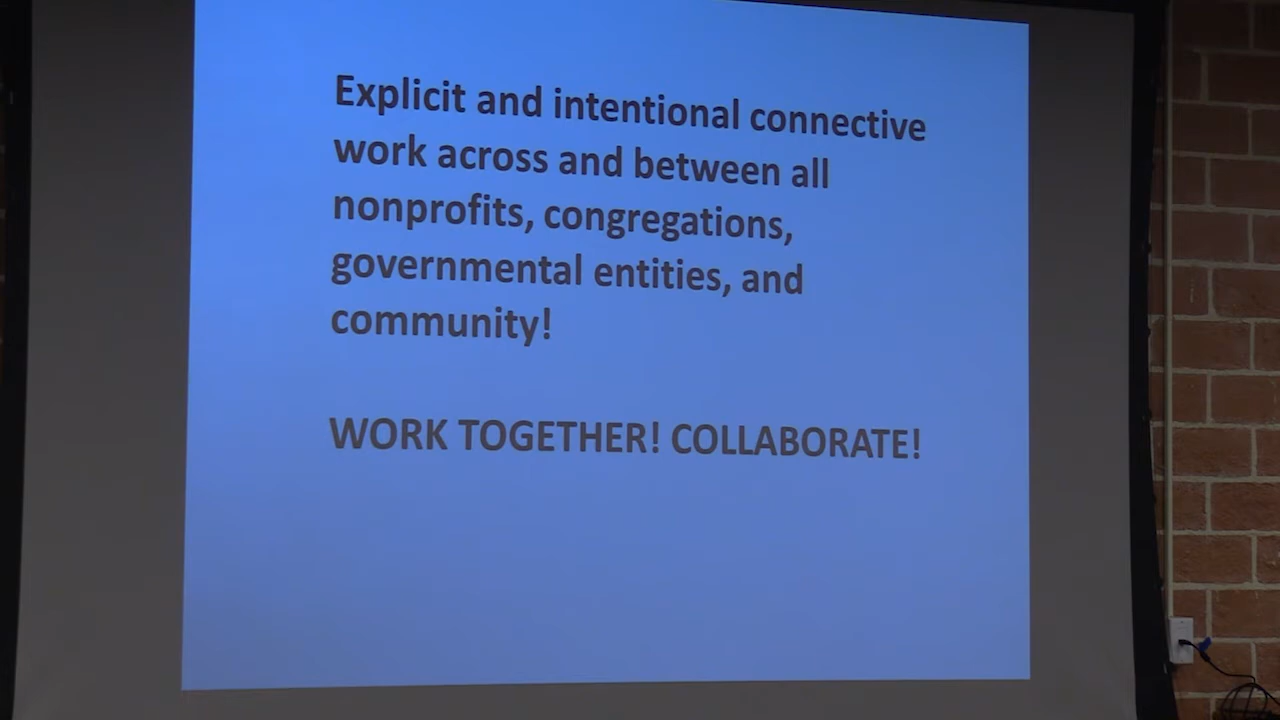 Explicit and intentional connective
work across and between all
nonprofits, congregations,
governmental entities, and
community!
WORK TOGETHER! COLLABORATE!